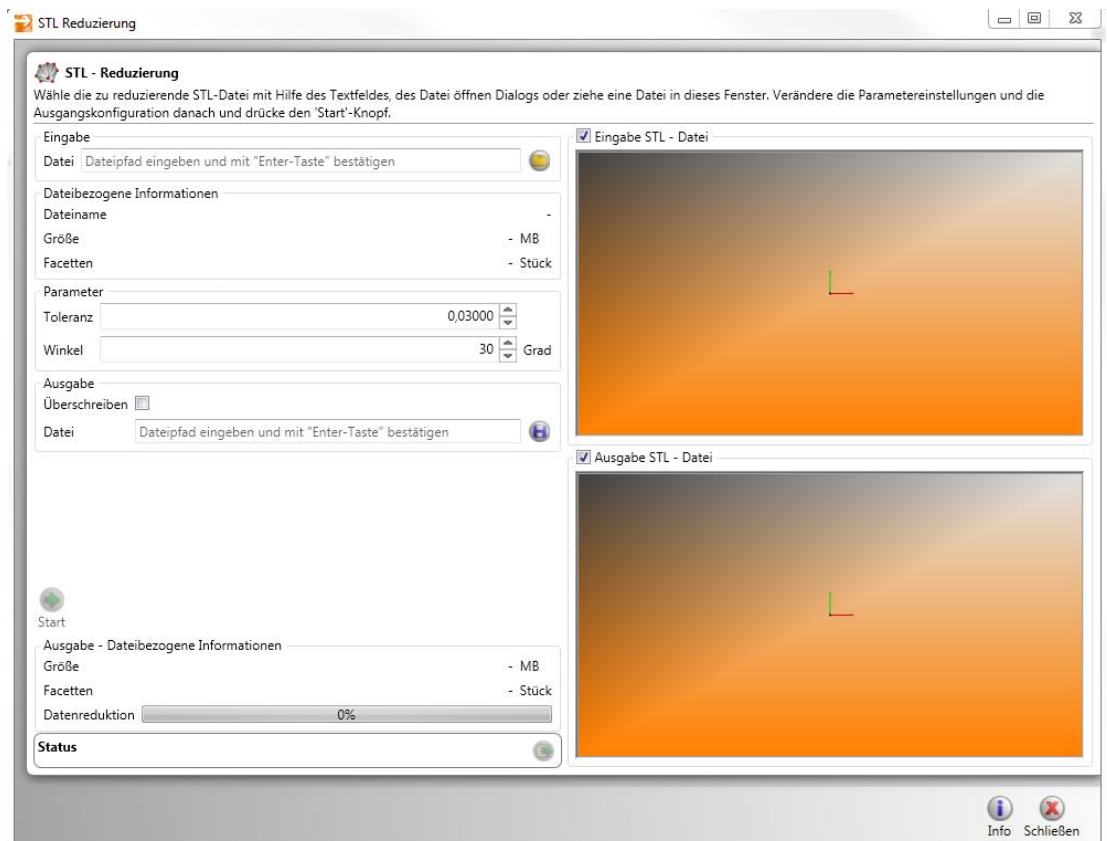 STL Reduzierung
STL - Reduzierung
Wähle die zu reduzierende STL-Datei mit Hilfe des Textfeldes, des Datei öffnen Dialogs oder ziehe eine Datei in dieses Fenster. Verändere die Parametereinstellungen und die
Ausgangskonfiguration danach und drücke den 'Start'-Knopf.
Eingabe
Datei Dateipfad eingeben und mit "Enter-Taste" bestätigen
Dateibezogene Informationen
Dateiname -
Größe - MB
Facetten - Stück
Parameter
Toleranz 0,03000
Winkel 30 Grad
Ausgabe
Überschreiben
Datei Dateipfad eingeben und mit "Enter-Taste" bestätigen
Start
Ausgabe - Dateibezogene Informationen
Größe - MB
Facetten - Stück
Datenreduktion 0%
Status
Eingabe STL - Datei
Ausgabe STL - Datei
Info Schließen